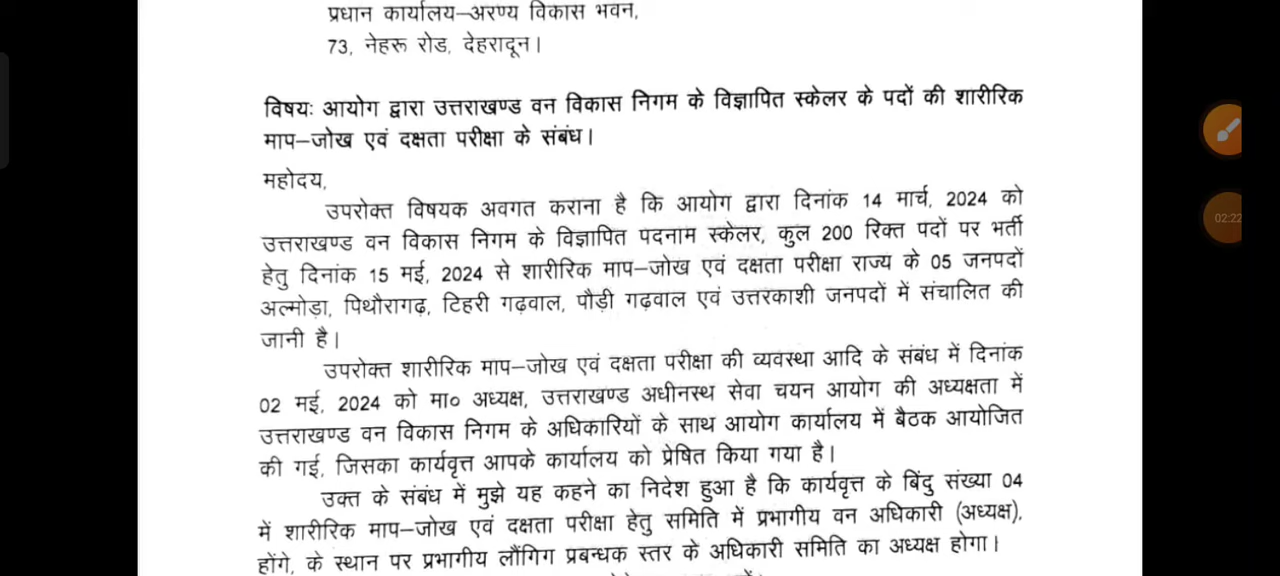 प्रधान कार्यालय–अरण्य विकास भवन,
73, नेहरू रोड, देहरादून।
विषयः आयोग द्वारा उत्तराखण्ड वन विकास निगम के विज्ञापित स्केलर के पदों की शारीरिक
माप–जोख एवं दक्षता परीक्षा के संबंध।
महोदय,
उपरोक्त विषयक अवगत कराना है कि आयोग द्वारा दिनांक 14 मार्च, 2024 को
उत्तराखण्ड वन विकास निगम के विज्ञापित पदनाम स्केलर, कुल 200 रिक्त पदों पर भर्ती
हेतु दिनांक 15 मई, 2024 से शारीरिक माप–जोख एवं दक्षता परीक्षा राज्य के 05 जनपदों
अल्मोड़ा, पिथौरागढ़, टिहरी गढ़वाल, पौड़ी गढ़वाल एवं उत्तरकाशी जनपदों में संचालित की
जानी है।
उपरोक्त शारीरिक माप–जोख एवं दक्षता परीक्षा की व्यवस्था आदि के संबंध में दिनांक
02 मई, 2024 को मा० अध्यक्ष, उत्तराखण्ड अधीनस्थ सेवा चयन आयोग की अध्यक्षता में
उत्तराखण्ड वन विकास निगम के अधिकारियों के साथ आयोग कार्यालय में बैठक आयोजित
की गई, जिसका कार्यवृत्त आपके कार्यालय को प्रेषित किया गया है।
उक्त के संबंध में मुझे यह कहने का निदेश हुआ है कि कार्यवृत्त के बिंदु संख्या 04
में शारीरिक माप–जोख एवं दक्षता परीक्षा हेतु समिति में प्रभागीय वन अधिकारी (अध्यक्ष),
होंगे, के स्थान पर प्रभागीय लौंगिग प्रबन्धक स्तर के अधिकारी समिति का अध्यक्ष होगा।
02:22